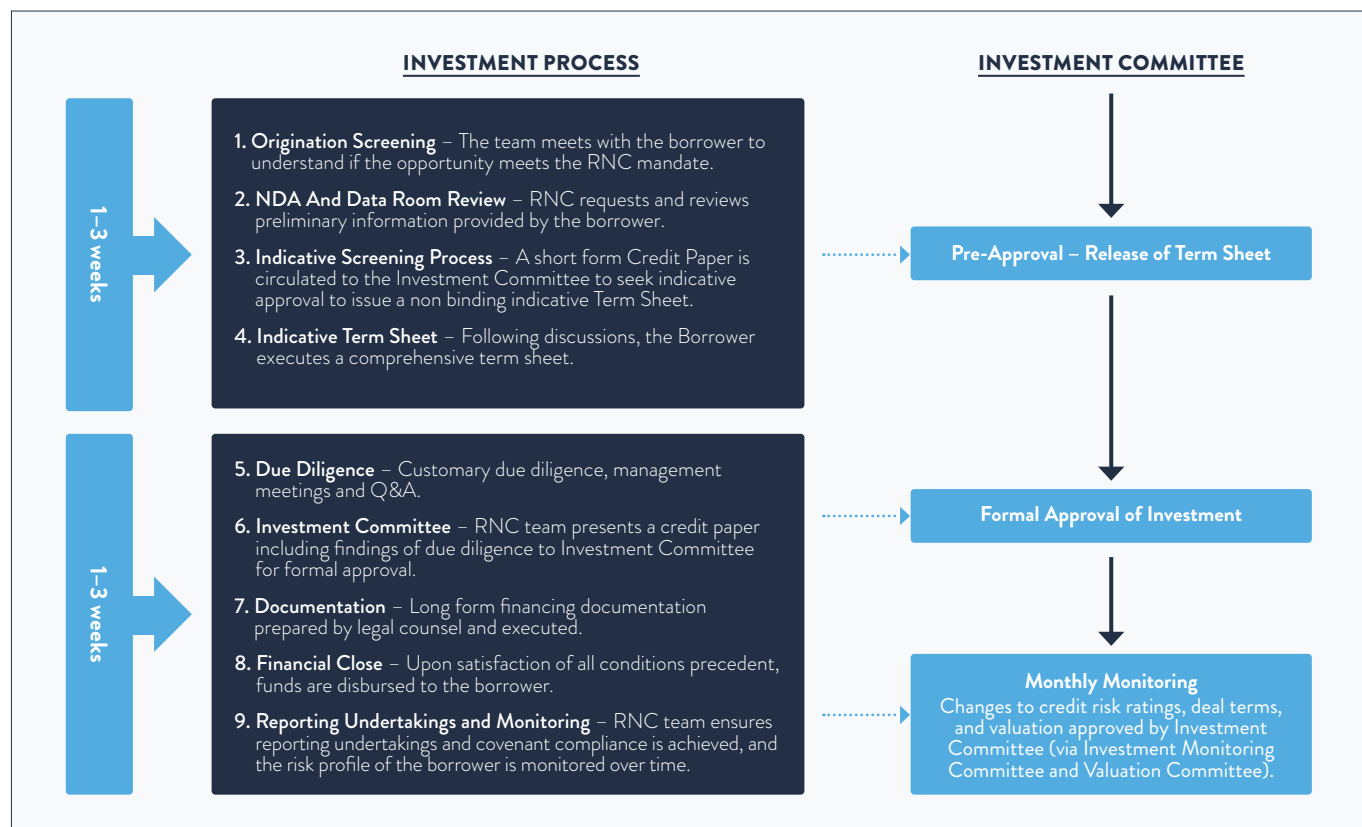 INVESTMENT PROCESS
INVESTMENT COMMITTEE
1–3 weeks
1. Origination Screening – The team meets with the borrower to
understand if the opportunity meets the RNC mandate.
2. NDA And Data Room Review – RNC requests and reviews
preliminary information provided by the borrower.
3. Indicative Screening Process – A short form Credit Paper is
circulated to the Investment Committee to seek indicative
approval to issue a non binding indicative Term Sheet.
4. Indicative Term Sheet – Following discussions, the Borrower
executes a comprehensive term sheet.
Pre-Approval – Release of Term Sheet
1–3 weeks
5. Due Diligence – Customary due diligence, management
meetings and Q&A.
6. Investment Committee – RNC team presents a credit paper
including findings of due diligence to Investment Committee
for formal approval.
7. Documentation – Long form financing documentation
prepared by legal counsel and executed.
8. Financial Close – Upon satisfaction of all conditions precedent,
funds are disbursed to the borrower.
9. Reporting Undertakings and Monitoring – RNC team ensures
reporting undertakings and covenant compliance is achieved, and
the risk profile of the borrower is monitored over time.
Formal Approval of Investment
Monthly Monitoring
Changes to credit risk ratings, deal terms,
and valuation approved by Investment
Committee (via Investment Monitoring
Committee and Valuation Committee).